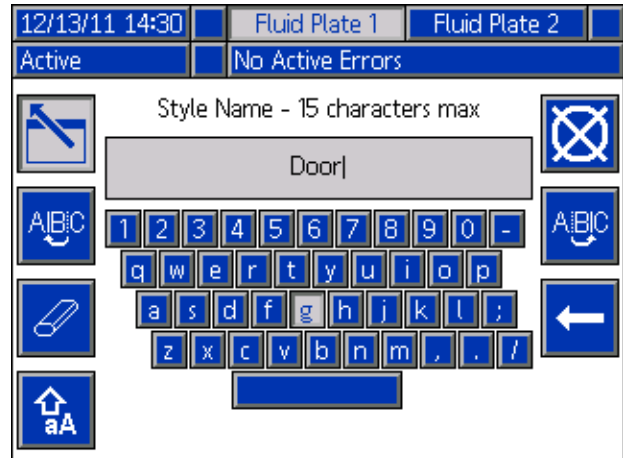 12/13/11 14:30 Fluid Plate 1 Fluid Plate 2
Active No Active Errors
Style Name - 15 characters max
Door
A|B|C 1 2 3 4 5 6 7 8 9 0 - A|B|C
q w e r t y u i o p
a s d f g h j k l ;
z x c v b n m , . /
aA